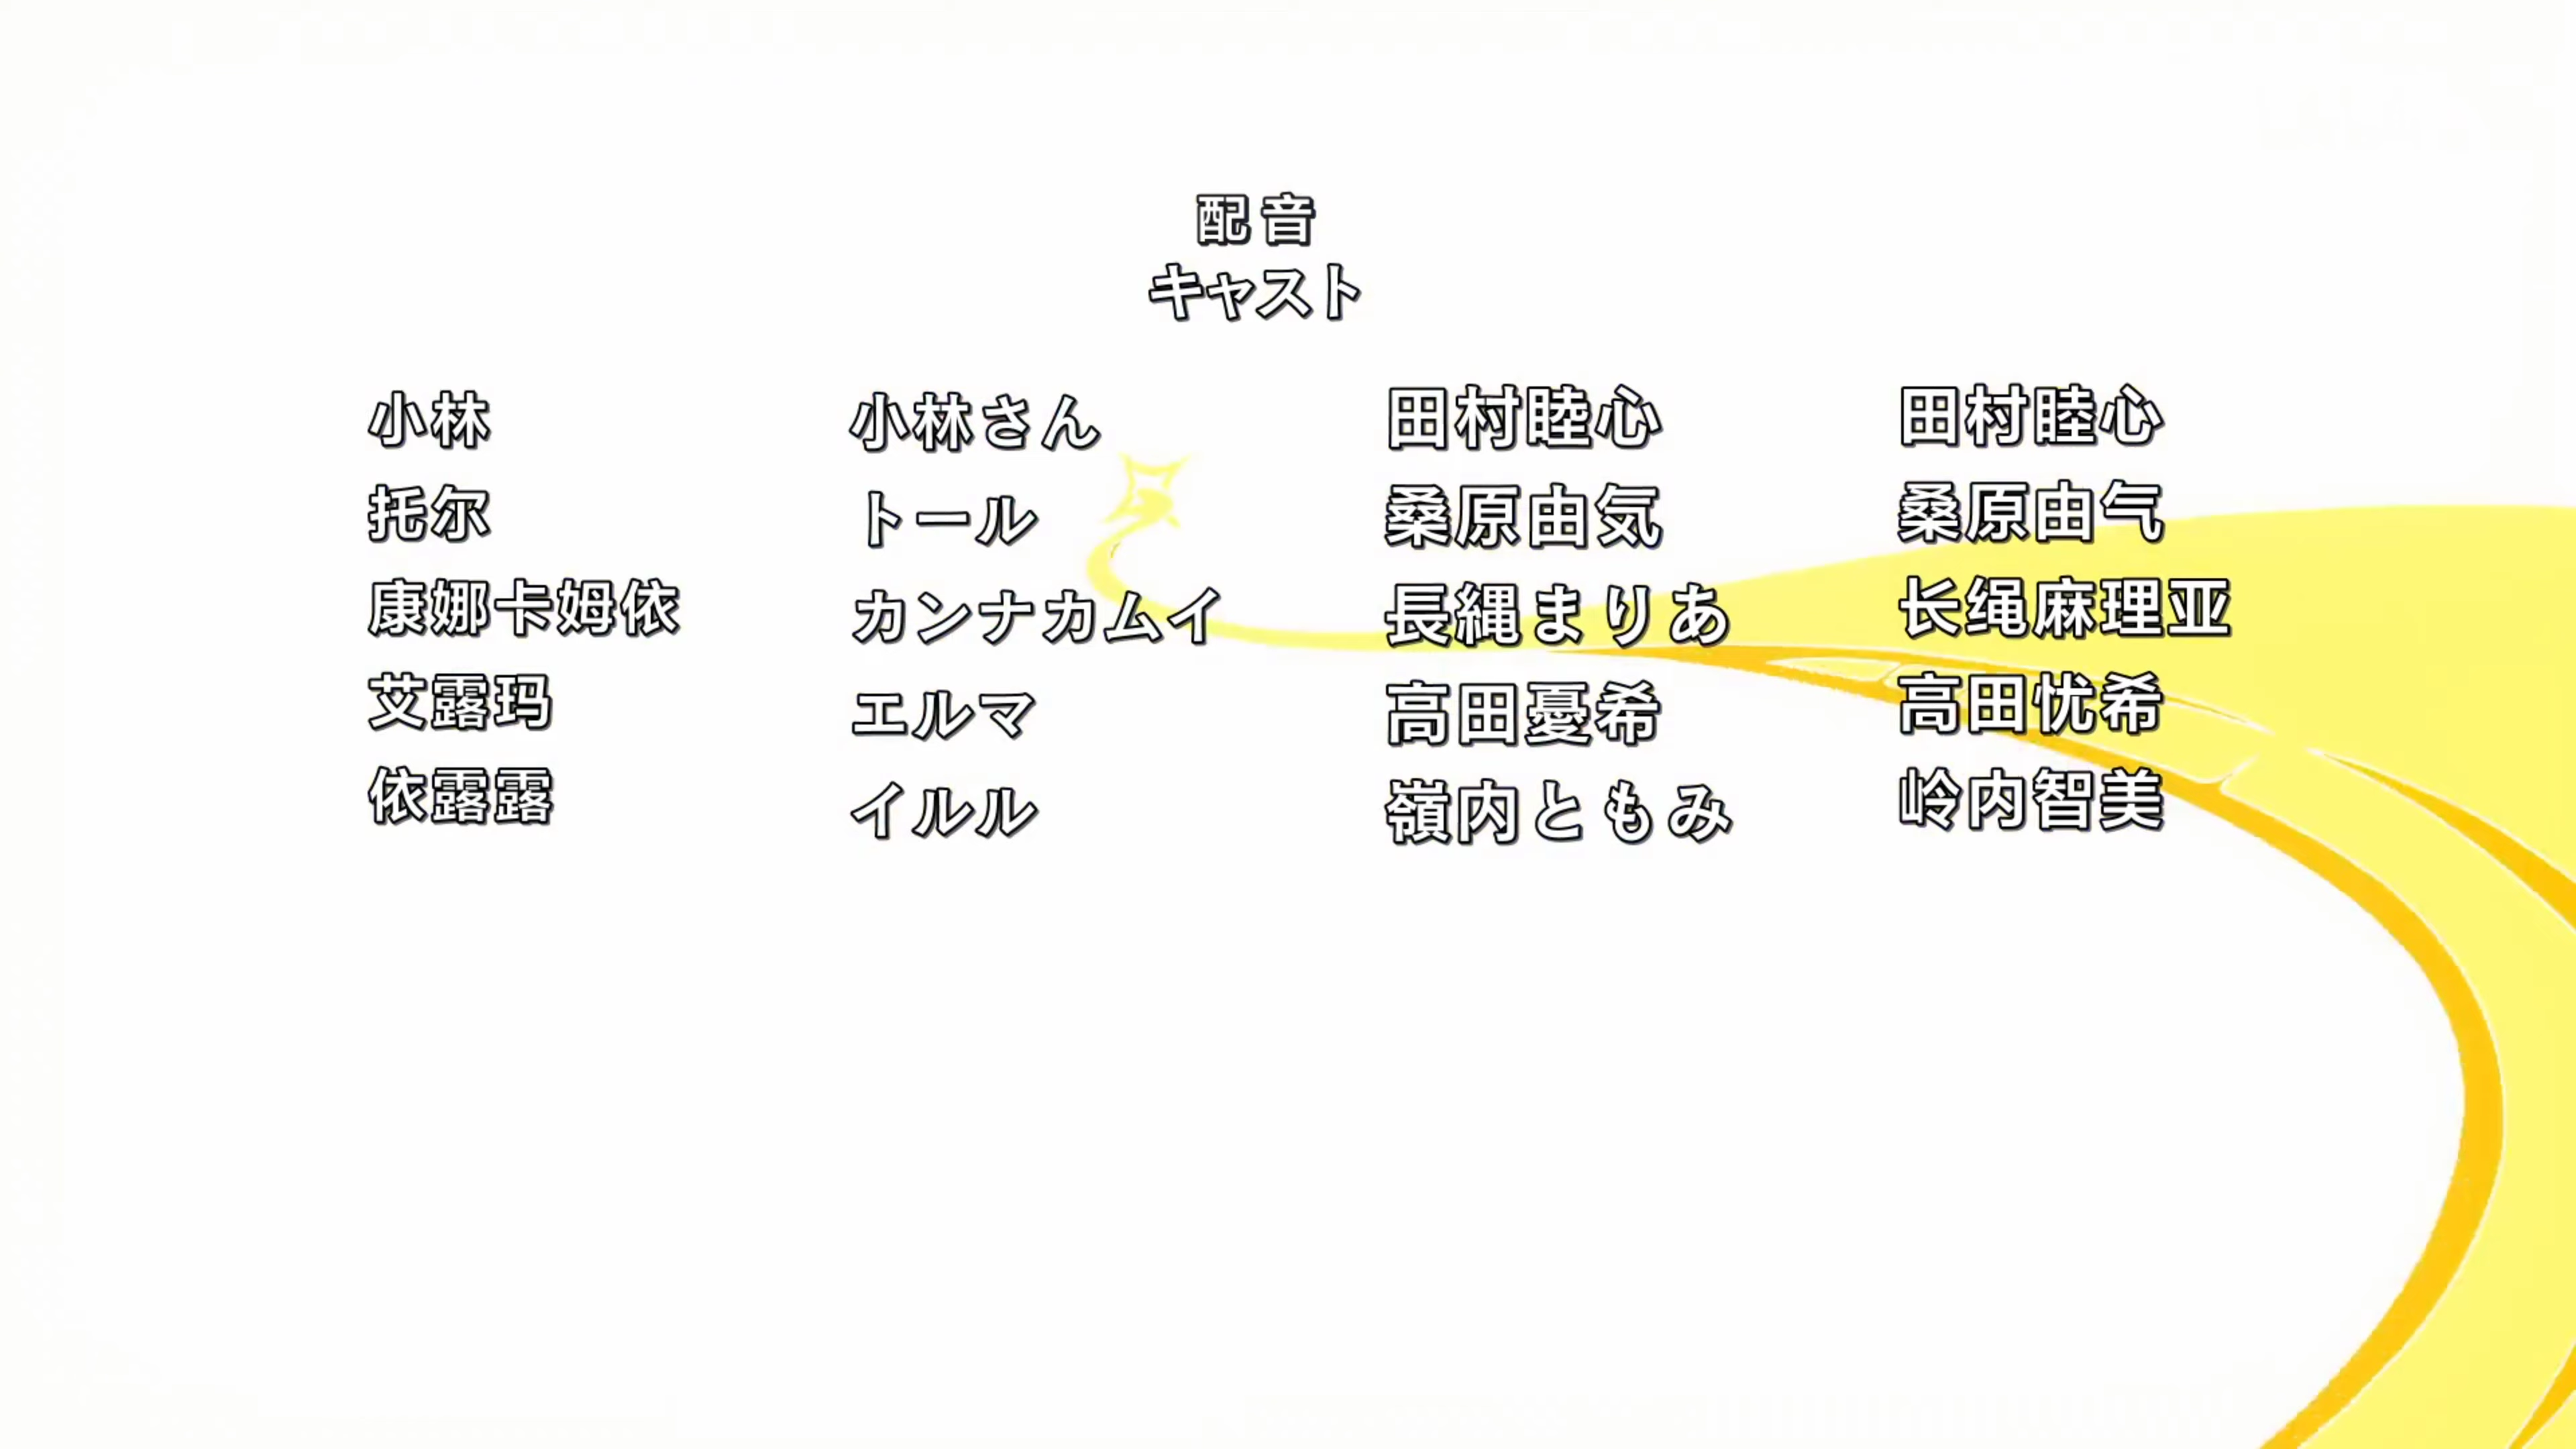 配音
キャスト
小林 小林さん 田村睦心 田村睦心
托尔 トール 桑原由気 桑原由气
康娜卡姆依 カンナカムイ 長縄まりあ 长绳麻理亚
艾露玛 エルマ 高田憂希 高田忧希
依露露 イルル 嶺内ともみ 岭内智美